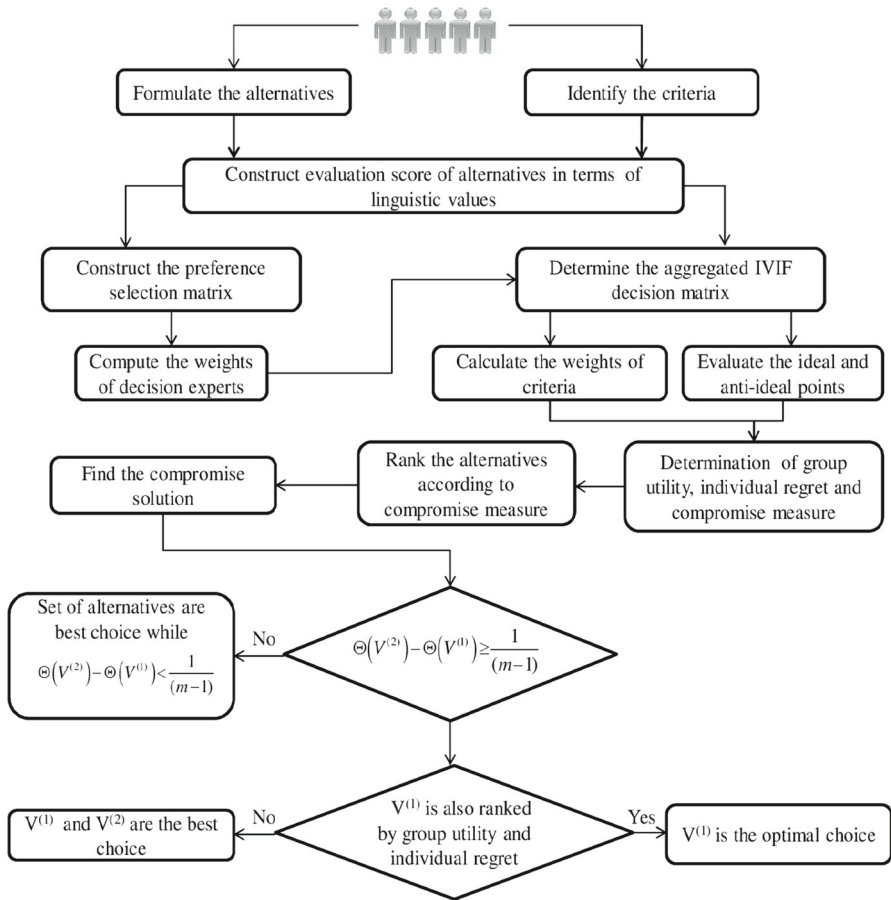 Formulate the alternatives
Identify the criteria
Construct evaluation score of alternatives in terms of
linguistic values
Construct the preference
selection matrix
Determine the aggregated IVIF
decision matrix
Compute the weights
of decision experts
Calculate the weights of
criteria
Evaluate the ideal and
anti-ideal points
Find the compromise
solution
Rank the alternatives
according to
compromise measure
Determination of group
utility, individual regret and
compromise measure
Set of alternatives are
best choice while
Θ(V⁽²⁾)−Θ(V⁽¹⁾)<1/(m−1)
No
Θ(V⁽²⁾)−Θ(V⁽¹⁾)≥1/(m−1)
V⁽¹⁾ and V⁽²⁾ are the best
choice
No
V⁽¹⁾ is also ranked
by group utility and
individual regret
Yes
V⁽¹⁾ is the optimal choice